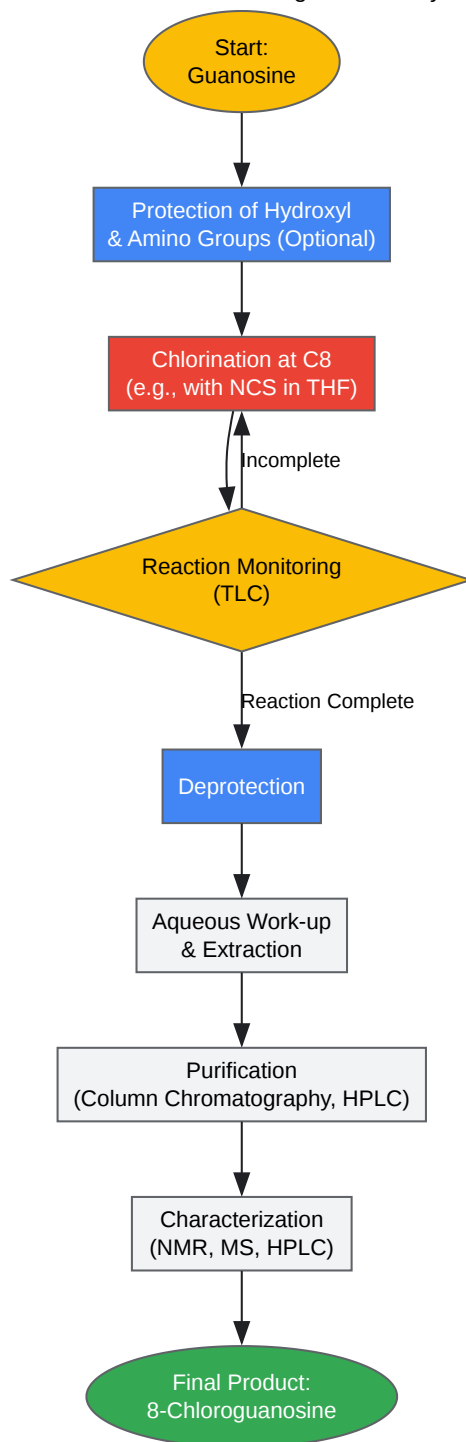 Start:
Guanosine
Protection of Hydroxyl
& Amino Groups (Optional)
Chlorination at C8
(e.g., with NCS in THF)
Incomplete
Reaction Monitoring
(TLC)
Reaction Complete
Deprotection
Aqueous Work-up
& Extraction
Purification
(Column Chromatography, HPLC)
Characterization
(NMR, MS, HPLC)
Final Product:
8-Chloroguanosine